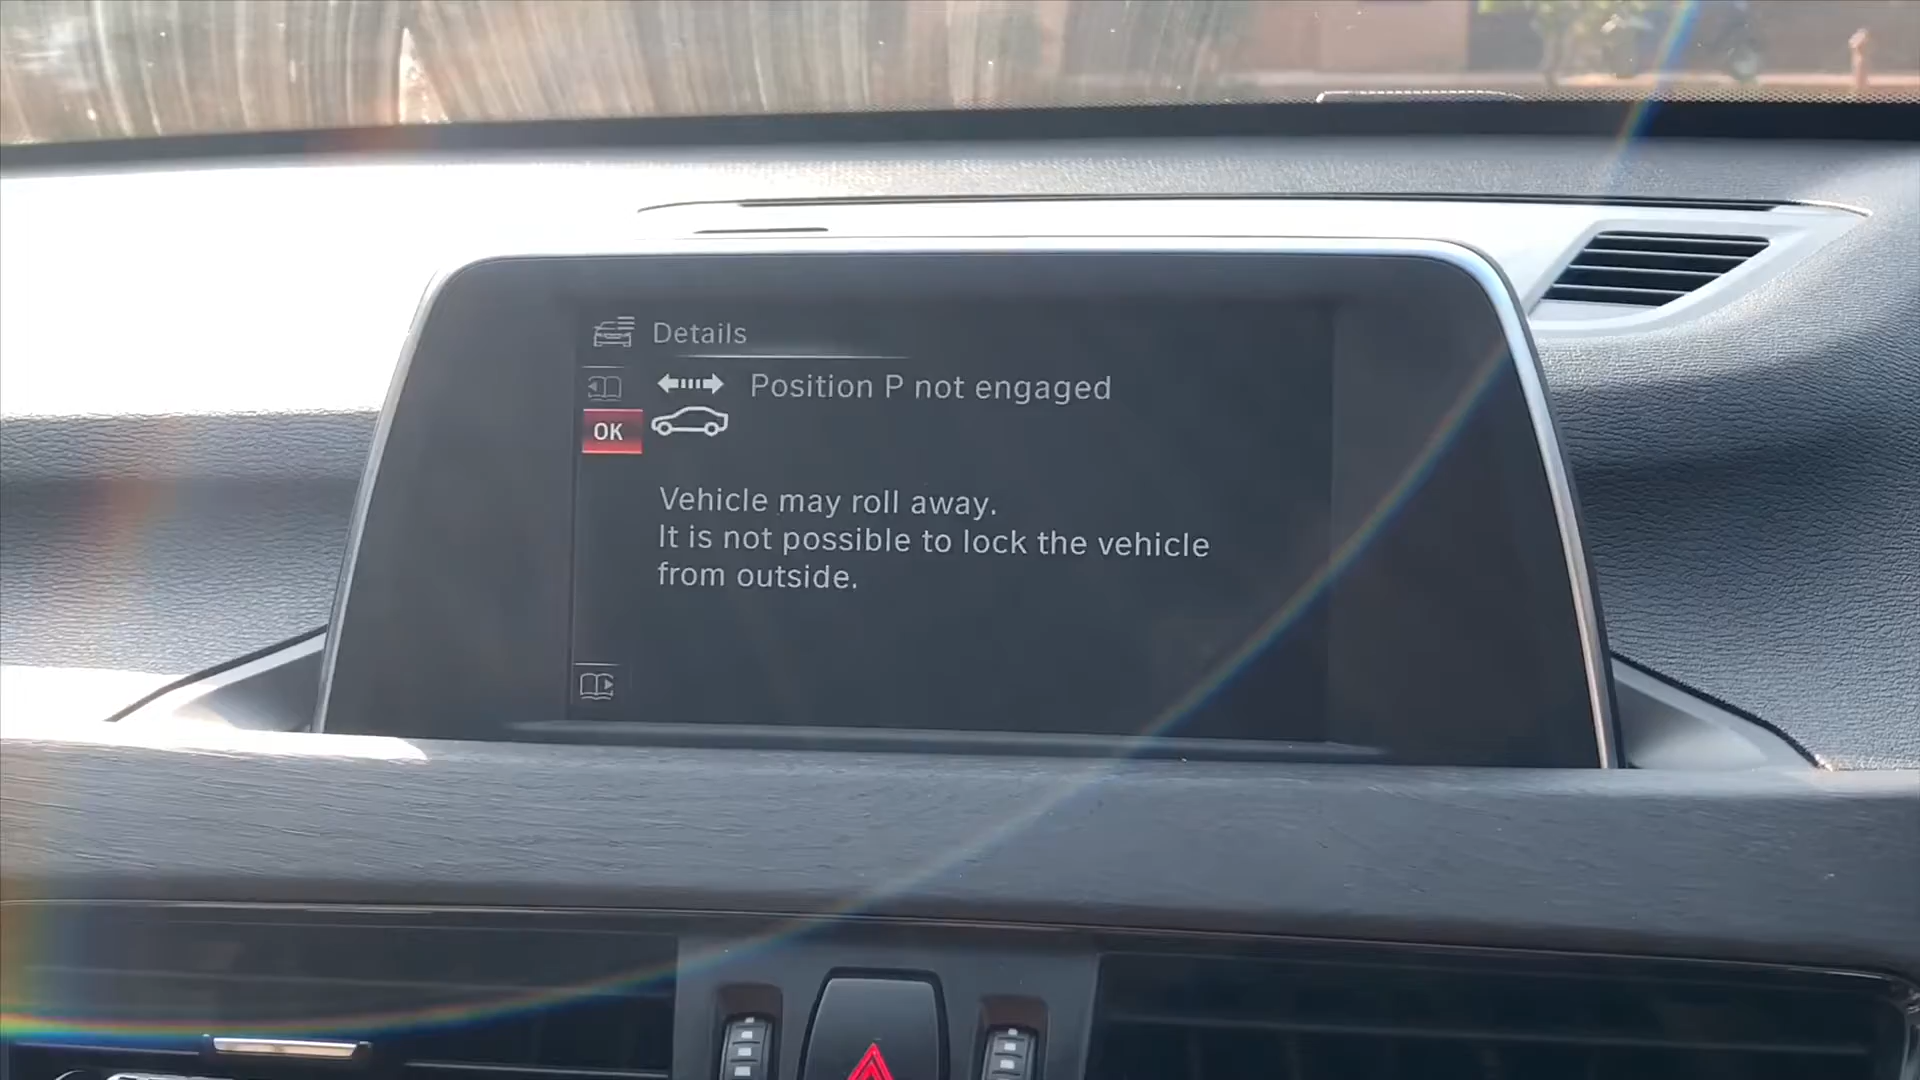 Details
Position P not engaged
OK
Vehicle may roll away.
It is not possible to lock the vehicle
from outside.